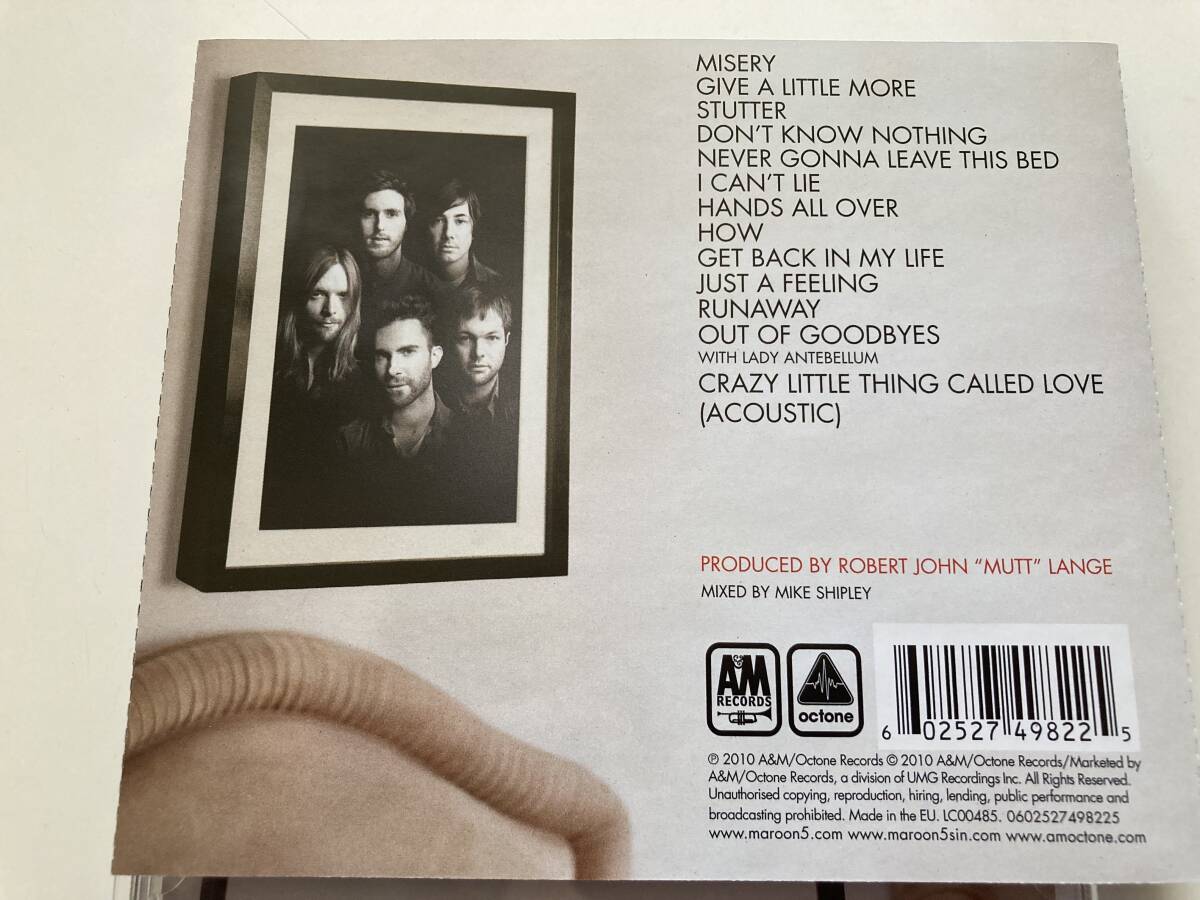 MISERY
GIVE A LITTLE MORE
STUTTER
DON'T KNOW NOTHING
NEVER GONNA LEAVE THIS BED
I CAN'T LIE
HANDS ALL OVER
HOW
GET BACK IN MY LIFE
JUST A FEELING
RUNAWAY
OUT OF GOODBYES
WITH LADY ANTEBELLUM
CRAZY LITTLE THING CALLED LOVE
(ACOUSTIC)
PRODUCED BY ROBERT JOHN "MUTT" LANGE
MIXED BY MIKE SHIPLEY
A&M
RECORDS
octone
6 02527 49822 5
℗ 2010 A&M/Octone Records © 2010 A&M/Octone Records/Marketed by
A&M/Octone Records, a division of UMG Recordings Inc. All Rights Reserved.
Unauthorised copying, reproduction, hiring, lending, public performance and
broadcasting prohibited. Made in the EU. LC00485. 0602527498225
www.maroon5.com www.maroon5sin.com www.amoctone.com